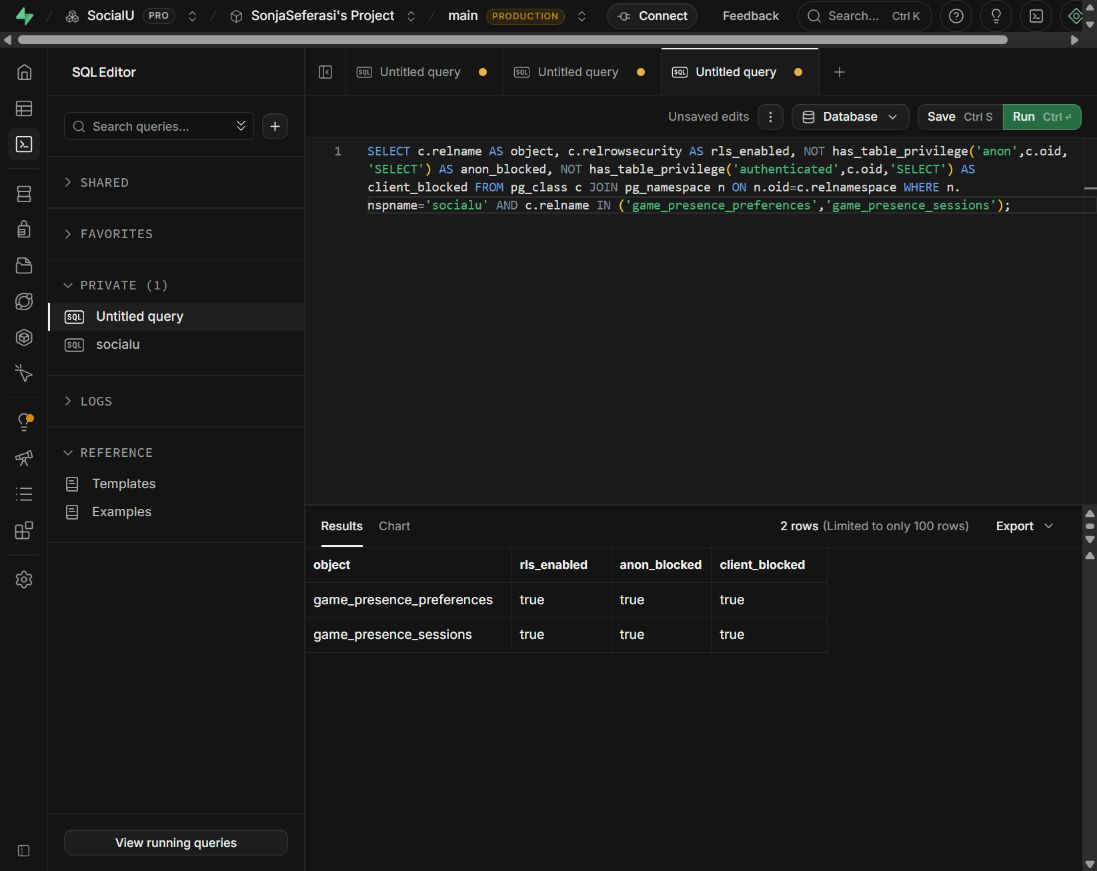 SocialU PRO SonjaSeferasi's Project main PRODUCTION Connect Feedback Search... Ctrl K
SQL Editor
SQL Untitled query
SQL Untitled query
SQL Untitled query
Search queries...
Unsaved edits
Database
Save Ctrl S
Run Ctrl ↵
SHARED
FAVORITES
PRIVATE (1)
SQL Untitled query
SQL socialu
LOGS
REFERENCE
Templates
Examples
View running queries
1 SELECT c.relname AS object, c.relrowsecurity AS rls_enabled, NOT has_table_privilege('anon',c.oid,
'SELECT') AS anon_blocked, NOT has_table_privilege('authenticated',c.oid,'SELECT') AS
client_blocked FROM pg_class c JOIN pg_namespace n ON n.oid=c.relnamespace WHERE n.
nspname='socialu' AND c.relname IN ('game_presence_preferences','game_presence_sessions');
Results Chart 2 rows (Limited to only 100 rows) Export
object rls_enabled anon_blocked client_blocked
game_presence_preferences true true true
game_presence_sessions true true true